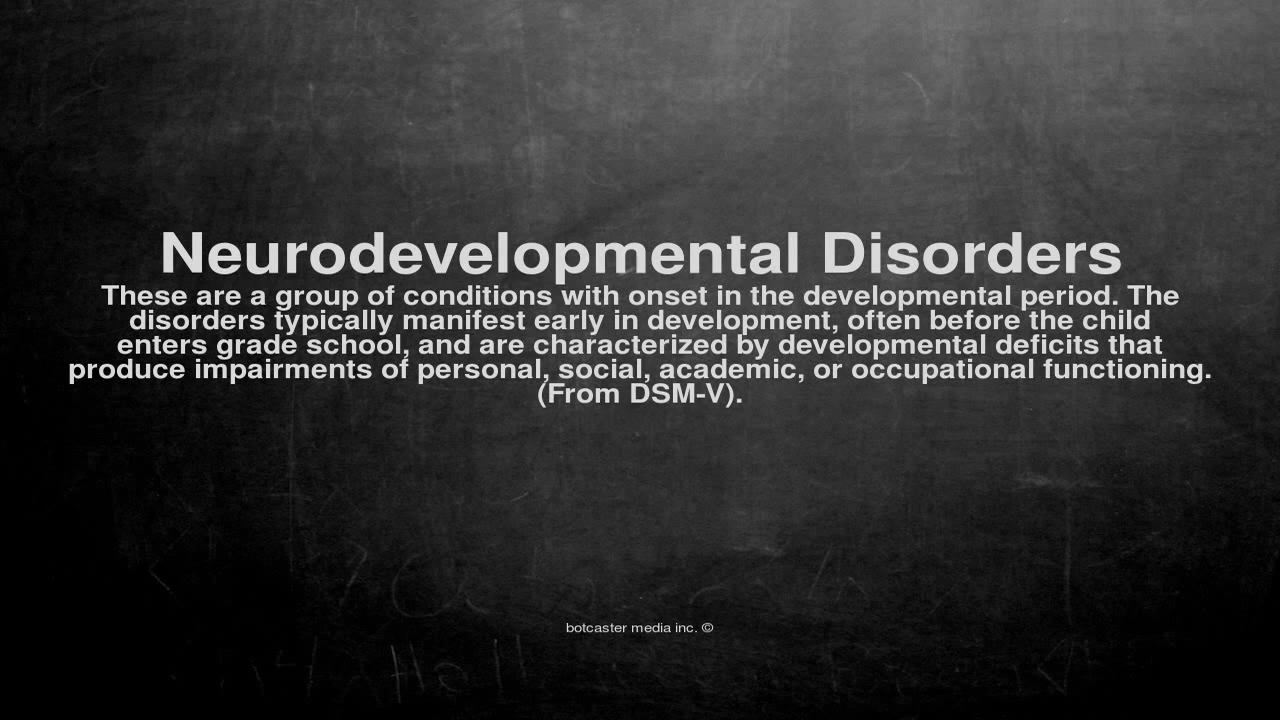 Neurodevelopmental Disorders
These are a group of conditions with onset in the developmental period. The
disorders typically manifest early in development, often before the child
enters grade school, and are characterized by developmental deficits that
produce impairments of personal, social, academic, or occupational functioning.
(From DSM-V).
botcaster media inc. ©